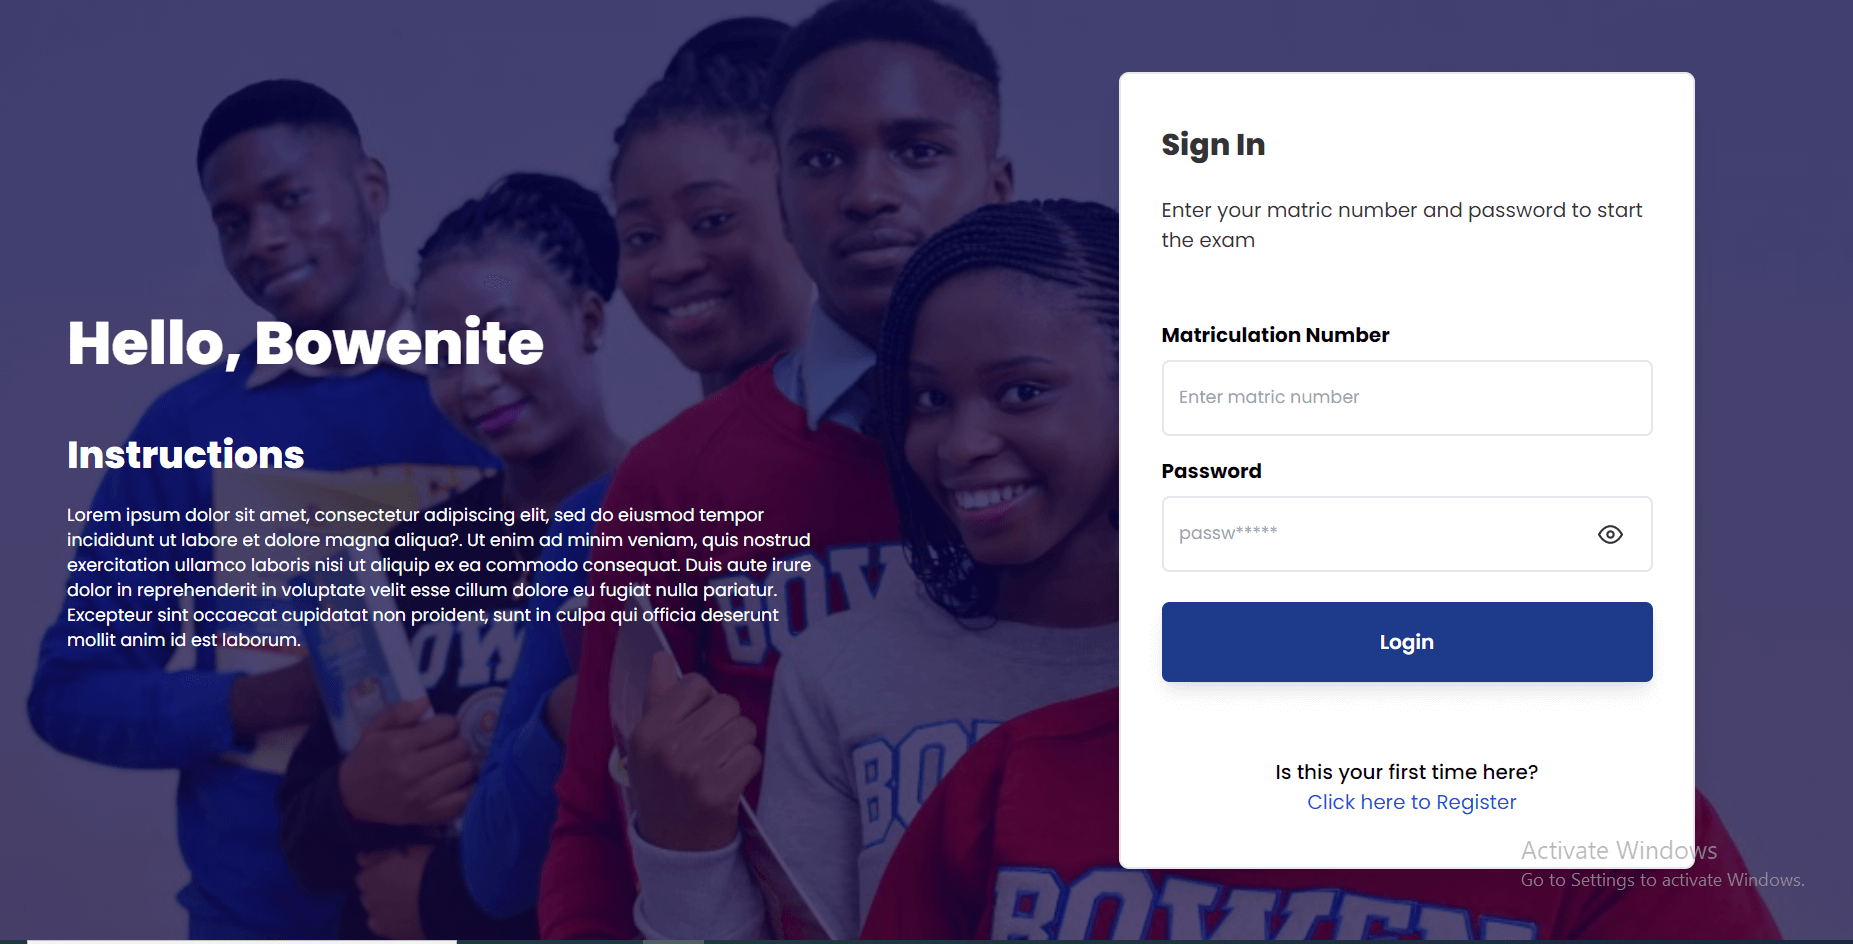 Hello, Bowenite
Instructions
Lorem ipsum dolor sit amet, consectetur adipiscing elit, sed do eiusmod tempor
incididunt ut labore et dolore magna aliqua?. Ut enim ad minim veniam, quis nostrud
exercitation ullamco laboris nisi ut aliquip ex ea commodo consequat. Duis aute irure
dolor in reprehenderit in voluptate velit esse cillum dolore eu fugiat nulla pariatur.
Excepteur sint occaecat cupidatat non proident, sunt in culpa qui officia deserunt
mollit anim id est laborum.
Sign In
Enter your matric number and password to start
the exam
Matriculation Number
Enter matric number
Password
passw*****
Login
Is this your first time here?
Click here to Register
Activate Windows
Go to Settings to activate Windows.
BOWEN